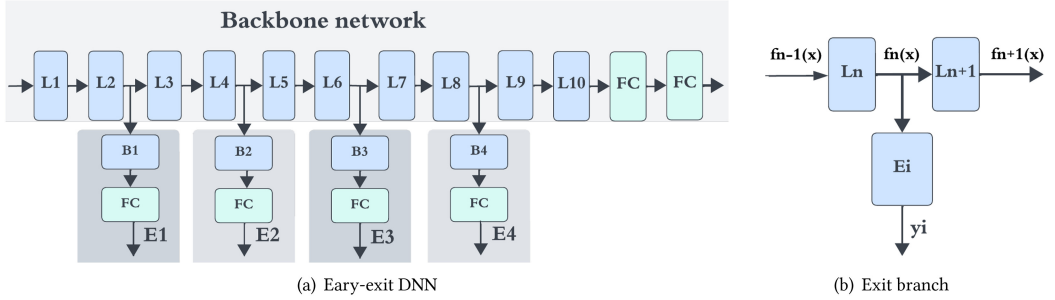 Backbone network
L1 L2 L3 L4 L5 L6 L7 L8 L9 L10 FC FC
B1 B2 B3 B4
FC FC FC FC
E1 E2 E3 E4
(a) Eary-exit DNN
fn-1(x) fn(x) fn+1(x)
Ln Ln+1
Ei
yi
(b) Exit branch